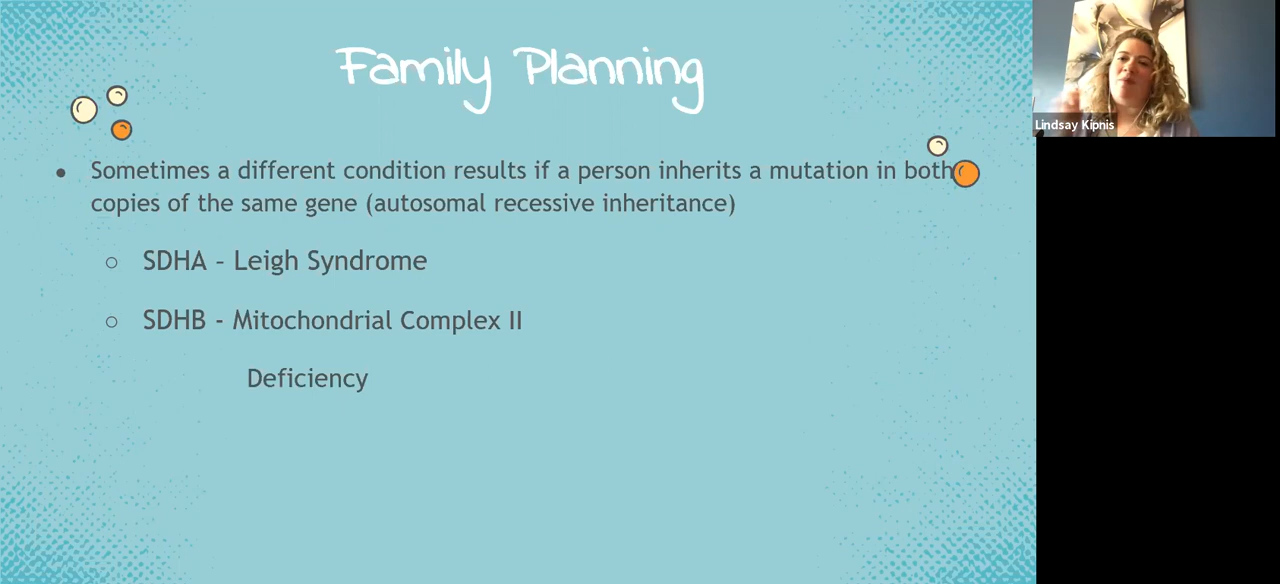 Family Planning
Lindsay Kipnis
● Sometimes a different condition results if a person inherits a mutation in both
copies of the same gene (autosomal recessive inheritance)
○ SDHA – Leigh Syndrome
○ SDHB - Mitochondrial Complex II
Deficiency